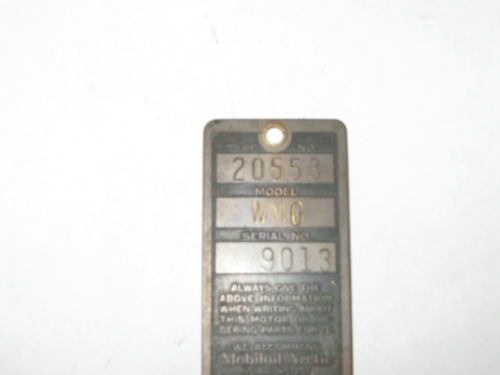 TYPE NO.
20553
MODEL
WMG
SERIAL NO.
9013
ALWAYS GIVE THE
ABOVE INFORMATION
WHEN WRITING ABOUT
THIS MOTOR OR OR-
DERING PARTS FOR IT.
WE RECOMMEND
Mobiloil Arctic